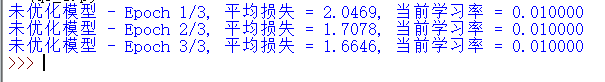 未优化模型 - Epoch 1/3, 平均损失 = 2.0469, 当前学习率 = 0.010000
未优化模型 - Epoch 2/3, 平均损失 = 1.7078, 当前学习率 = 0.010000
未优化模型 - Epoch 3/3, 平均损失 = 1.6646, 当前学习率 = 0.010000
>>>